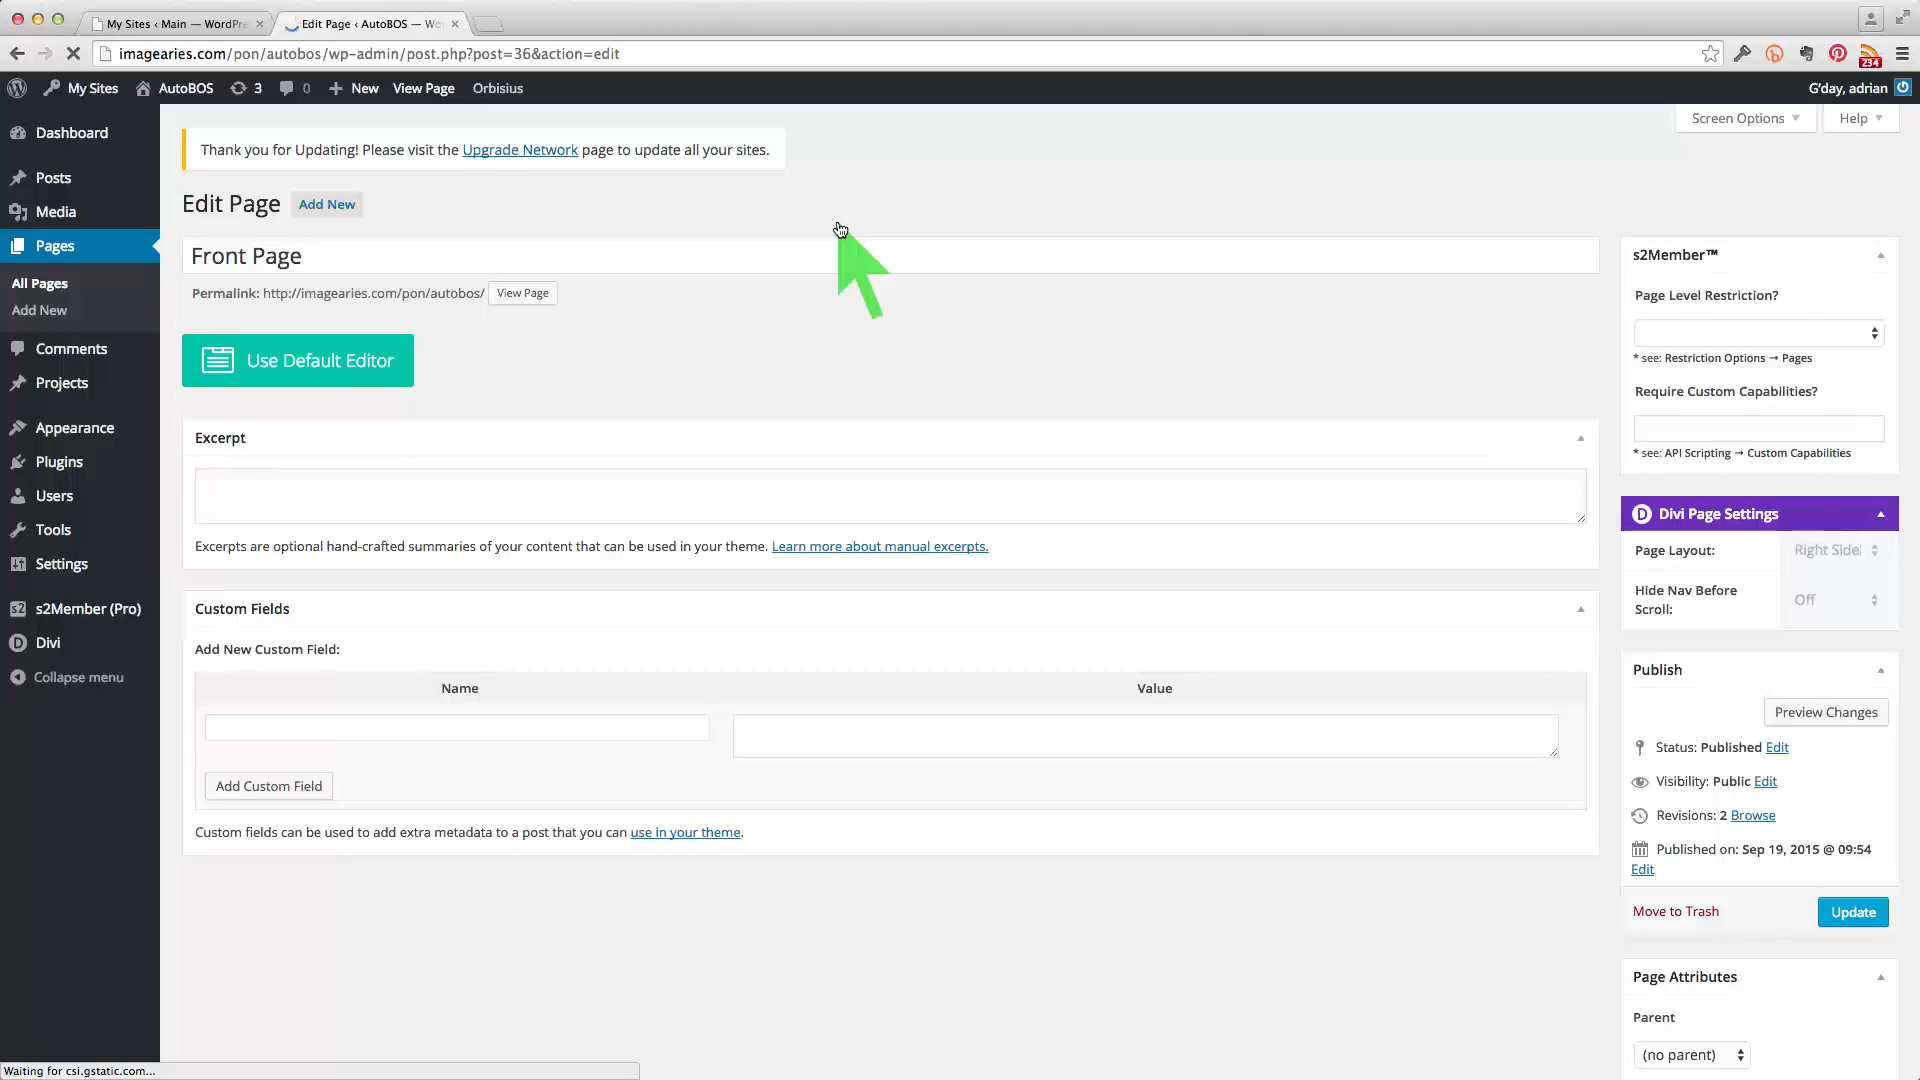 My Sites ‹ Main — WordPre
Edit Page ‹ AutoBOS — Wo
imagearies.com/pon/autobos/wp-admin/post.php?post=36&action=edit
234
My Sites
AutoBOS
3
0
New
View Page
Orbisius
G'day, adrian
Screen Options
Help
Dashboard
Posts
Media
Pages
All Pages
Add New
Comments
Projects
Appearance
Plugins
Users
Tools
Settings
s2Member (Pro)
Divi
Collapse menu
Thank you for Updating! Please visit the Upgrade Network page to update all your sites.
Edit Page
Add New
Front Page
Permalink: http://imagearies.com/pon/autobos/
View Page
Use Default Editor
Excerpt
Excerpts are optional hand-crafted summaries of your content that can be used in your theme. Learn more about manual excerpts.
Custom Fields
Add New Custom Field:
Name
Value
Add Custom Field
Custom fields can be used to add extra metadata to a post that you can use in your theme.
s2Member™
Page Level Restriction?
* see: Restriction Options → Pages
Require Custom Capabilities?
* see: API Scripting → Custom Capabilities
D Divi Page Settings
Page Layout:
Right Side
Hide Nav Before
Scroll:
Off
Publish
Preview Changes
Status: Published Edit
Visibility: Public Edit
Revisions: 2 Browse
Published on: Sep 19, 2015 @ 09:54
Edit
Move to Trash
Update
Page Attributes
Parent
(no parent)
Waiting for csi.gstatic.com...